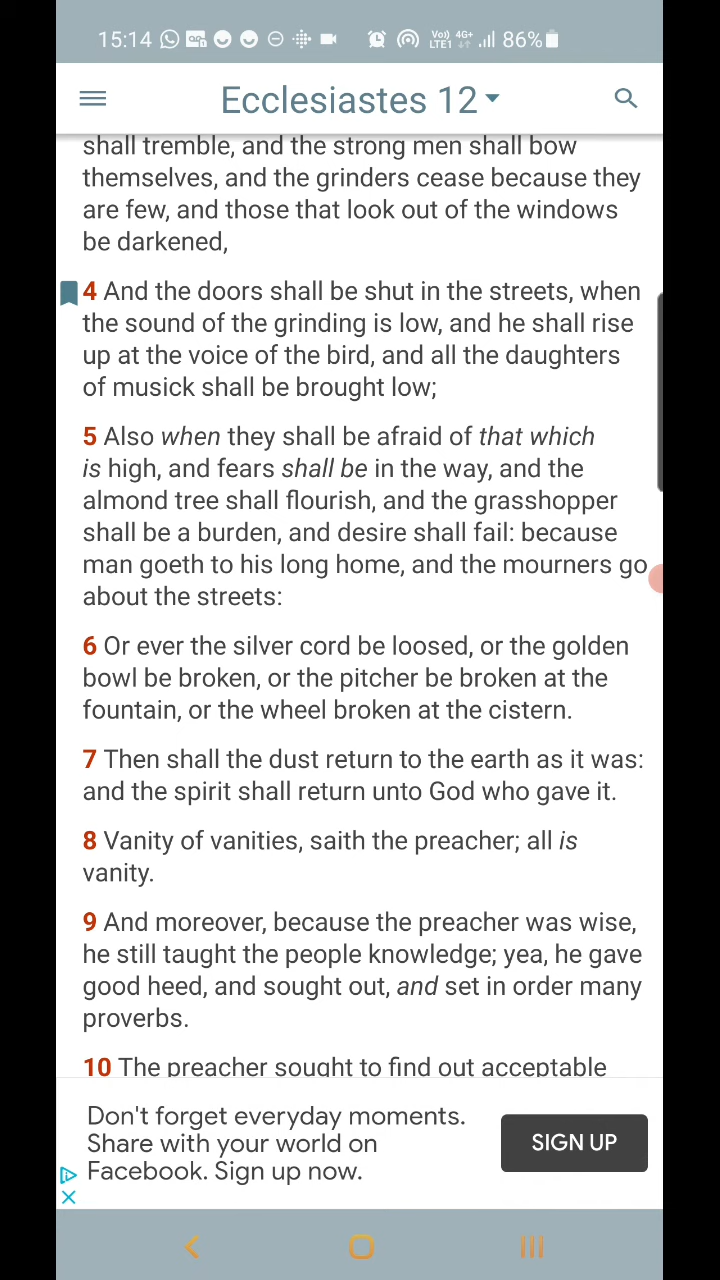 15:14 Vo)) 4G+ LTE1 86%
Ecclesiastes 12
shall tremble, and the strong men shall bow
themselves, and the grinders cease because they
are few, and those that look out of the windows
be darkened,
4 And the doors shall be shut in the streets, when
the sound of the grinding is low, and he shall rise
up at the voice of the bird, and all the daughters
of musick shall be brought low;
5 Also when they shall be afraid of that which
is high, and fears shall be in the way, and the
almond tree shall flourish, and the grasshopper
shall be a burden, and desire shall fail: because
man goeth to his long home, and the mourners go
about the streets:
6 Or ever the silver cord be loosed, or the golden
bowl be broken, or the pitcher be broken at the
fountain, or the wheel broken at the cistern.
7 Then shall the dust return to the earth as it was:
and the spirit shall return unto God who gave it.
8 Vanity of vanities, saith the preacher; all is
vanity.
9 And moreover, because the preacher was wise,
he still taught the people knowledge; yea, he gave
good heed, and sought out, and set in order many
proverbs.
10 The preacher sought to find out acceptable
Don't forget everyday moments.
Share with your world on
Facebook. Sign up now.
SIGN UP